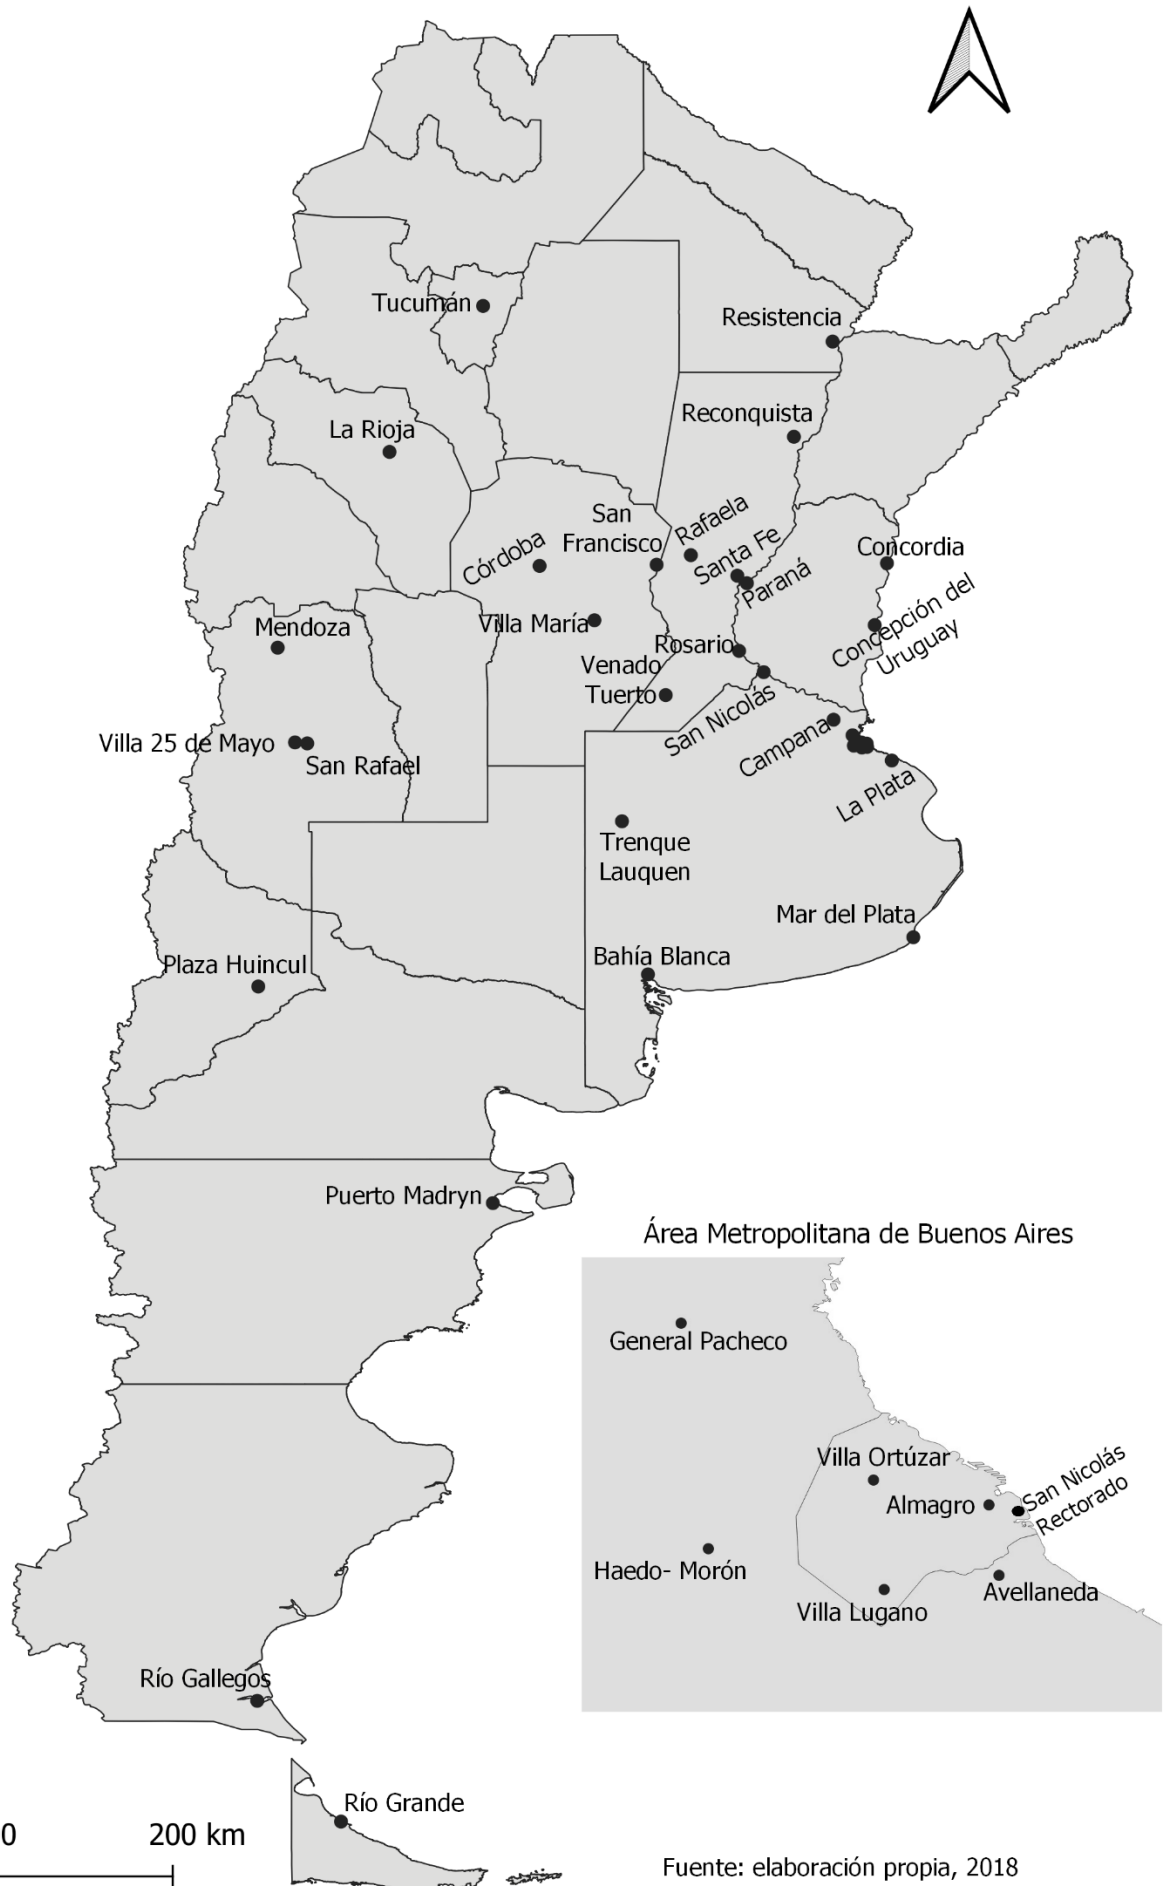 Tucumán
Resistencia
Reconquista
La Rioja
San
Francisco
Rafaela
Córdoba
Santa Fe
Concordia
Paraná
Concepción del
Uruguay
Villa María
Mendoza
Rosario
Venado
Tuerto
San Nicolás
Campana
Villa 25 de Mayo
San Rafael
La Plata
Trenque
Lauquen
Mar del Plata
Bahía Blanca
Plaza Huincul
Puerto Madryn
Área Metropolitana de Buenos Aires
General Pacheco
Villa Ortúzar
Almagro
San Nicolás
Rectorado
Haedo- Morón
Avellaneda
Villa Lugano
Río Gallegos
Río Grande
0 200 km
Fuente: elaboración propia, 2018